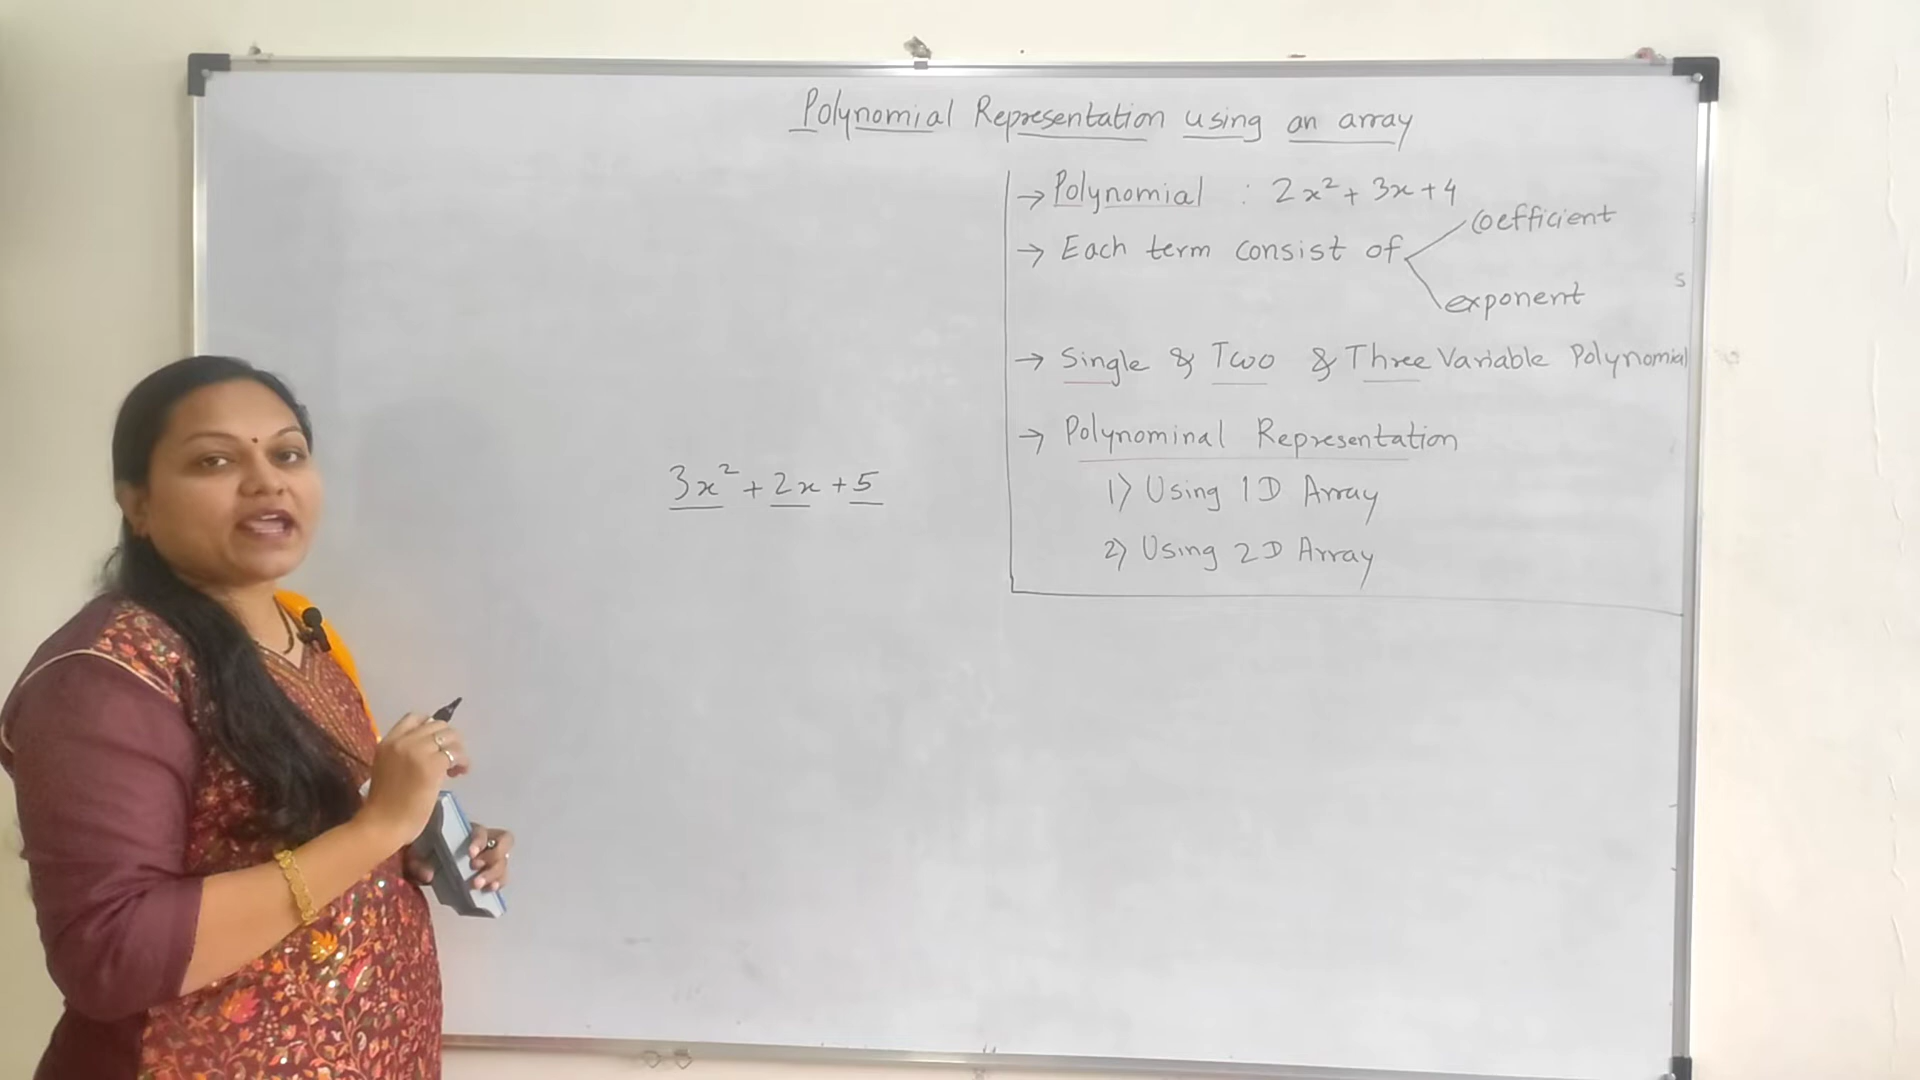 Polynomial Representation using an array
→ Polynomial : 2x² + 3x + 4
→ Each term consist of
coefficient
exponent
s
→ Single & Two & Three Variable Polynomial
→ Polynominal Representation
1) Using 1D Array
2) Using 2D Array
3x² + 2x + 5